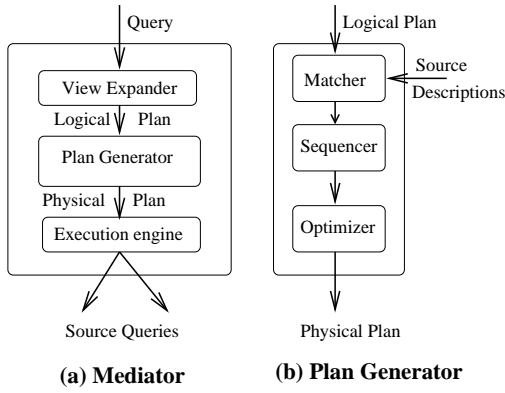 Query
View Expander
Logical Plan
Plan Generator
Physical Plan
Execution engine
Source Queries
(a) Mediator
Logical Plan
Source
Descriptions
Matcher
Sequencer
Optimizer
Physical Plan
(b) Plan Generator